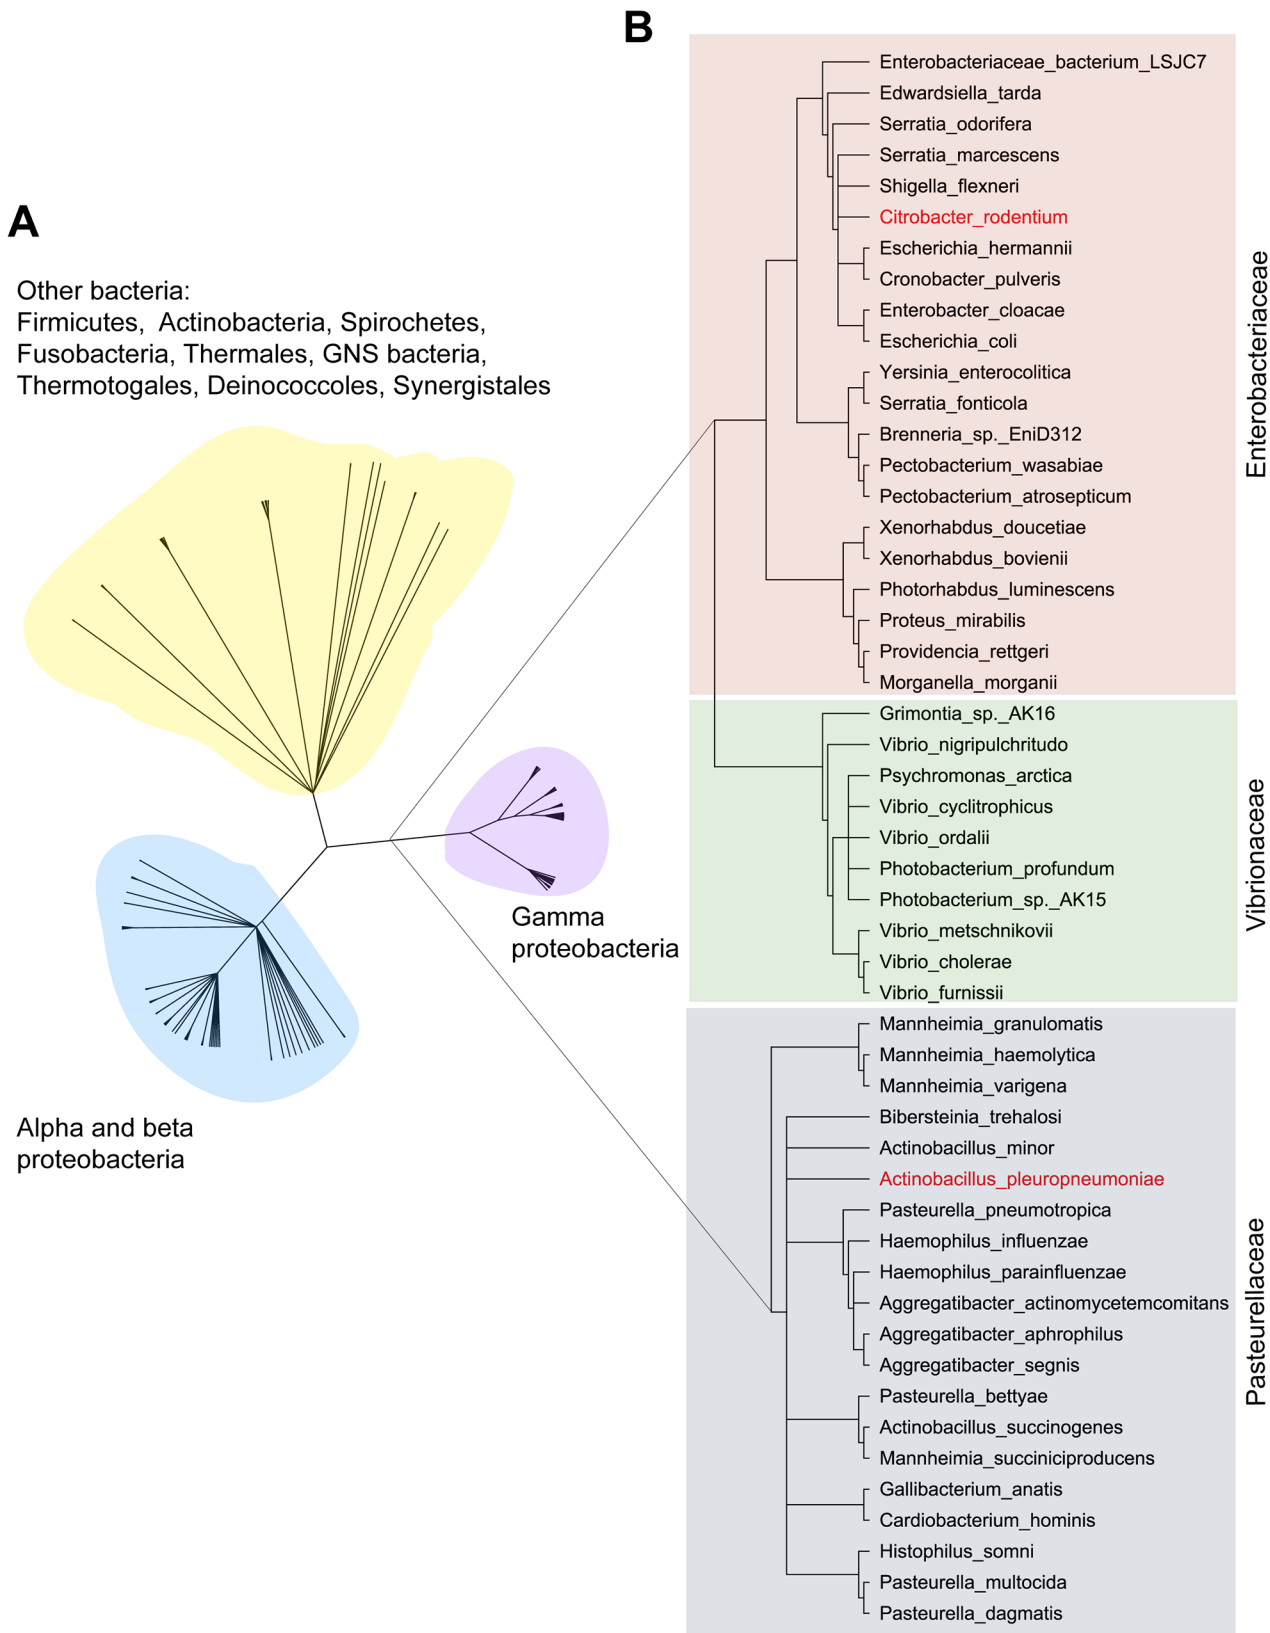 A
Other bacteria:
Firmicutes, Actinobacteria, Spirochetes,
Fusobacteria, Thermales, GNS bacteria,
Thermotogales, Deinococcoles, Synergistales
Gamma
proteobacteria
Alpha and beta
proteobacteria
B
Enterobacteriaceae_bacterium_LSJC7
Edwardsiella_tarda
Serratia_odorifera
Serratia_marcescens
Shigella_flexneri
Citrobacter_rodentium
Escherichia_hermannii
Cronobacter_pulveris
Enterobacter_cloacae
Escherichia_coli
Yersinia_enterocolitica
Serratia_fonticola
Brenneria_sp._EniD312
Pectobacterium_wasabiae
Pectobacterium_atrosepticum
Xenorhabdus_doucetiae
Xenorhabdus_bovienii
Photorhabdus_luminescens
Proteus_mirabilis
Providencia_rettgeri
Morganella_morganii
Enterobacteriaceae
Grimontia_sp._AK16
Vibrio_nigripulchritudo
Psychromonas_arctica
Vibrio_cyclitrophicus
Vibrio_ordalii
Photobacterium_profundum
Photobacterium_sp._AK15
Vibrio_metschnikovii
Vibrio_cholerae
Vibrio_furnissii
Vibrionaceae
Mannheimia_granulomatis
Mannheimia_haemolytica
Mannheimia_varigena
Bibersteinia_trehalosi
Actinobacillus_minor
Actinobacillus_pleuropneumoniae
Pasteurella_pneumotropica
Haemophilus_influenzae
Haemophilus_parainfluenzae
Aggregatibacter_actinomycetemcomitans
Aggregatibacter_aphrophilus
Aggregatibacter_segnis
Pasteurella_bettyae
Actinobacillus_succinogenes
Mannheimia_succiniciproducens
Gallibacterium_anatis
Cardiobacterium_hominis
Histophilus_somni
Pasteurella_multocida
Pasteurella_dagmatis
Pasteurellaceae